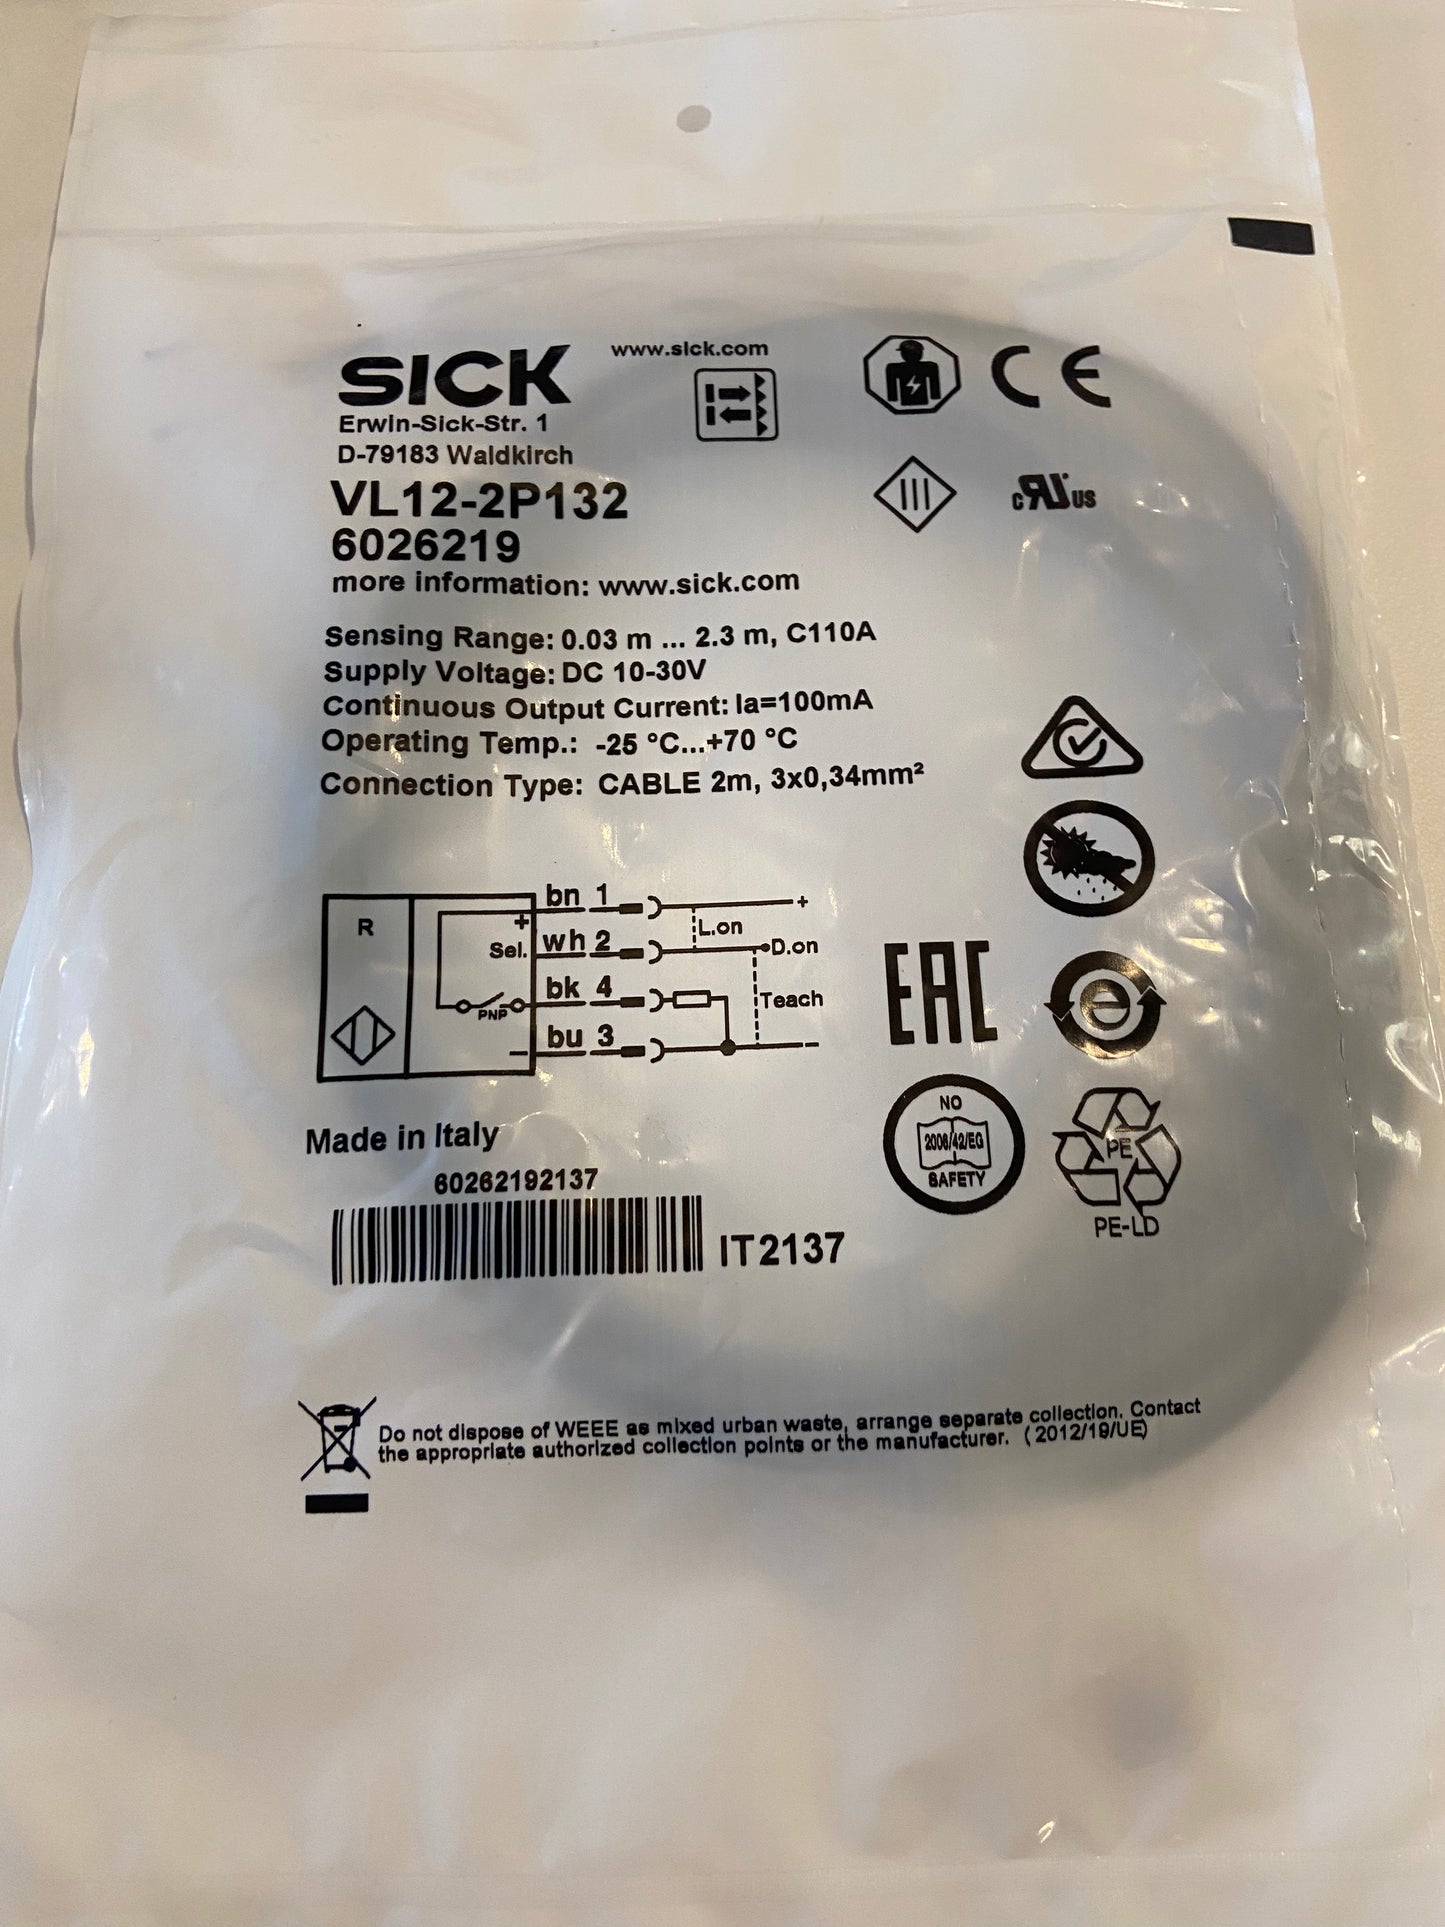 SICK
www.sick.com
Erwin-Sick-Str. 1
D-79183 Waldkirch
CE
VL12-2P132
III
cRUus
6026219
more information: www.sick.com
Sensing Range: 0.03 m ... 2.3 m, C110A
Supply Voltage: DC 10-30V
Continuous Output Current: Ia=100mA
Operating Temp.: -25 °C...+70 °C
Connection Type: CABLE 2m, 3x0,34mm²
bn 1 +
R + L.on
Sel. wh 2 D.on
bk 4
PNP Teach
bu 3
- -
EAC
e
Made in Italy
NO
2006/42/EG
SAFETY
PE
PE-LD
60262192137
IT2137
Do not dispose of WEEE as mixed urban waste, arrange separate collection. Contact
the appropriate authorized collection points or the manufacturer. (2012/19/UE)